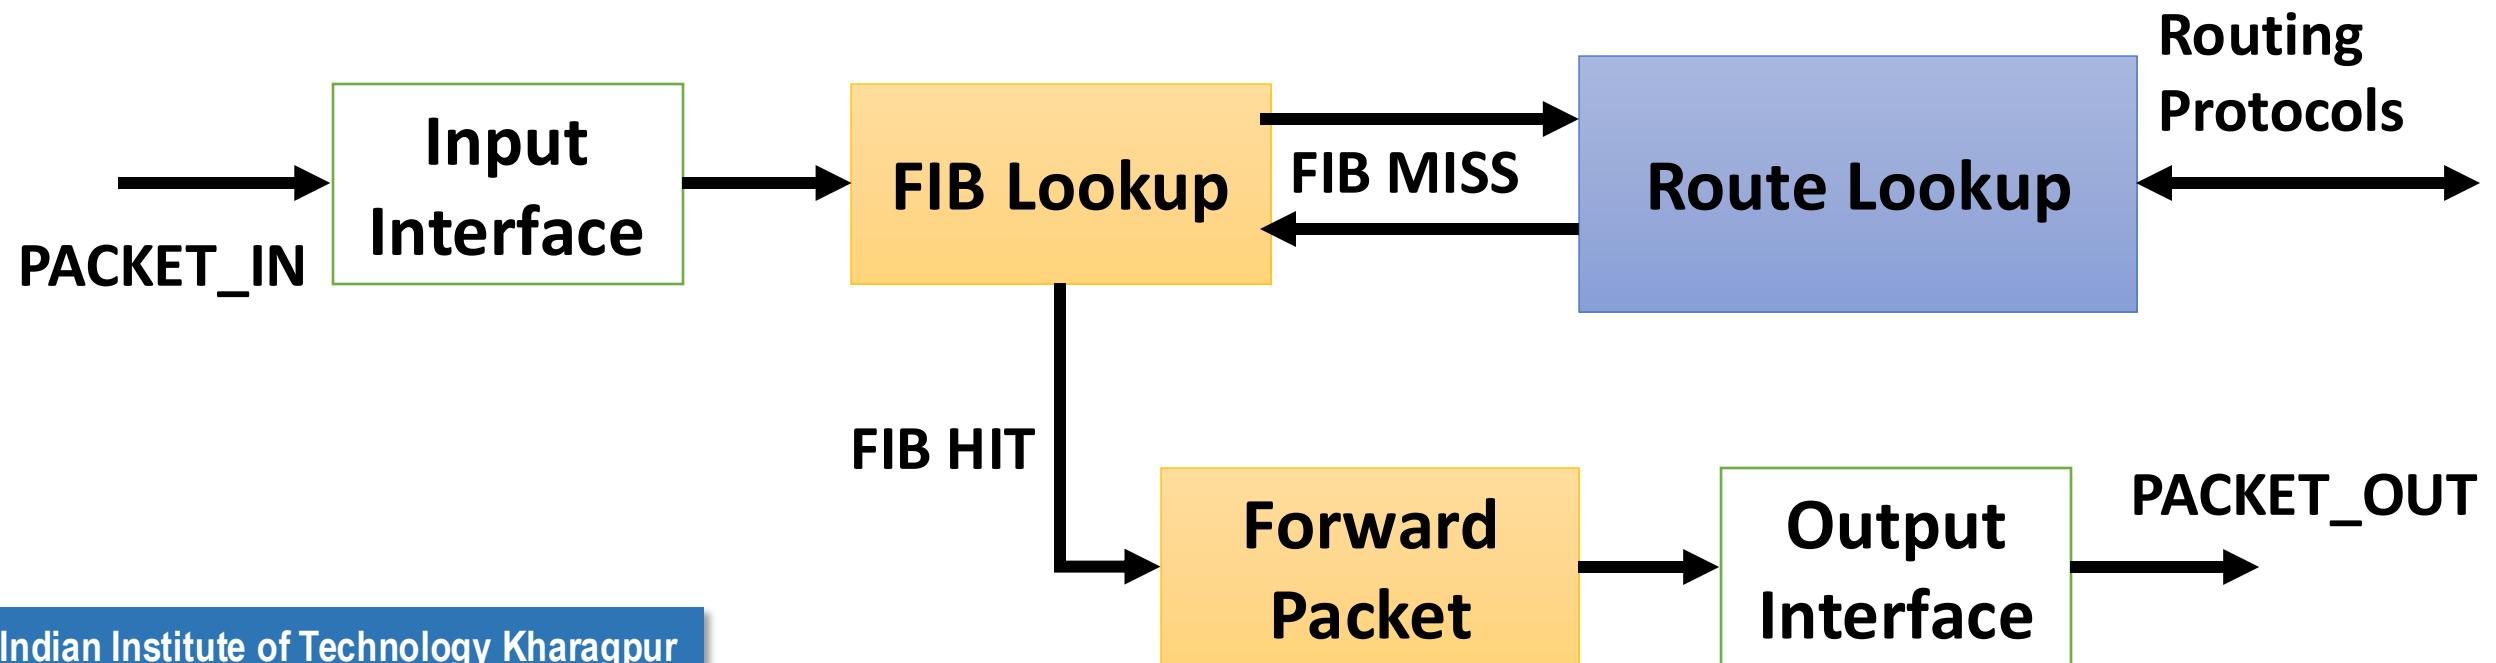 Routing
Protocols
Input
Interface
FIB Lookup
FIB MISS
Route Lookup
PACKET_IN
FIB HIT
Forward
Packet
Output
Interface
PACKET_OUT
Indian Institute of Technology Kharagpur